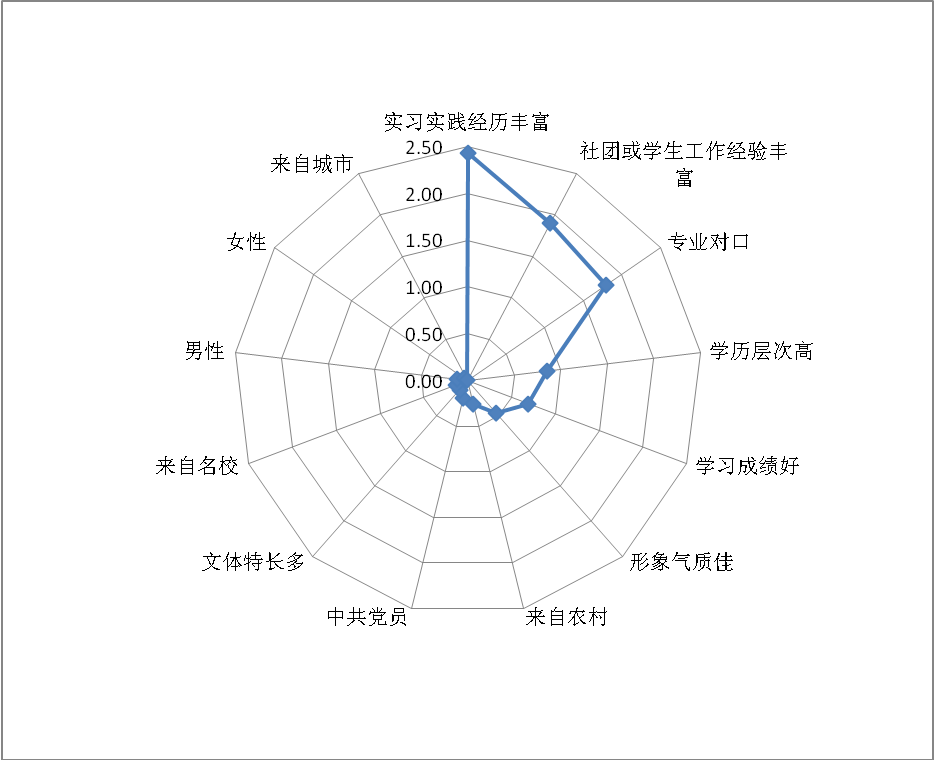 实习实践经历丰富
社团或学生工作经验丰
富
专业对口
学历层次高
学习成绩好
形象气质佳
来自农村
中共党员
文体特长多
来自名校
男性
女性
来自城市
2.50
2.00
1.50
1.00
0.50
0.00